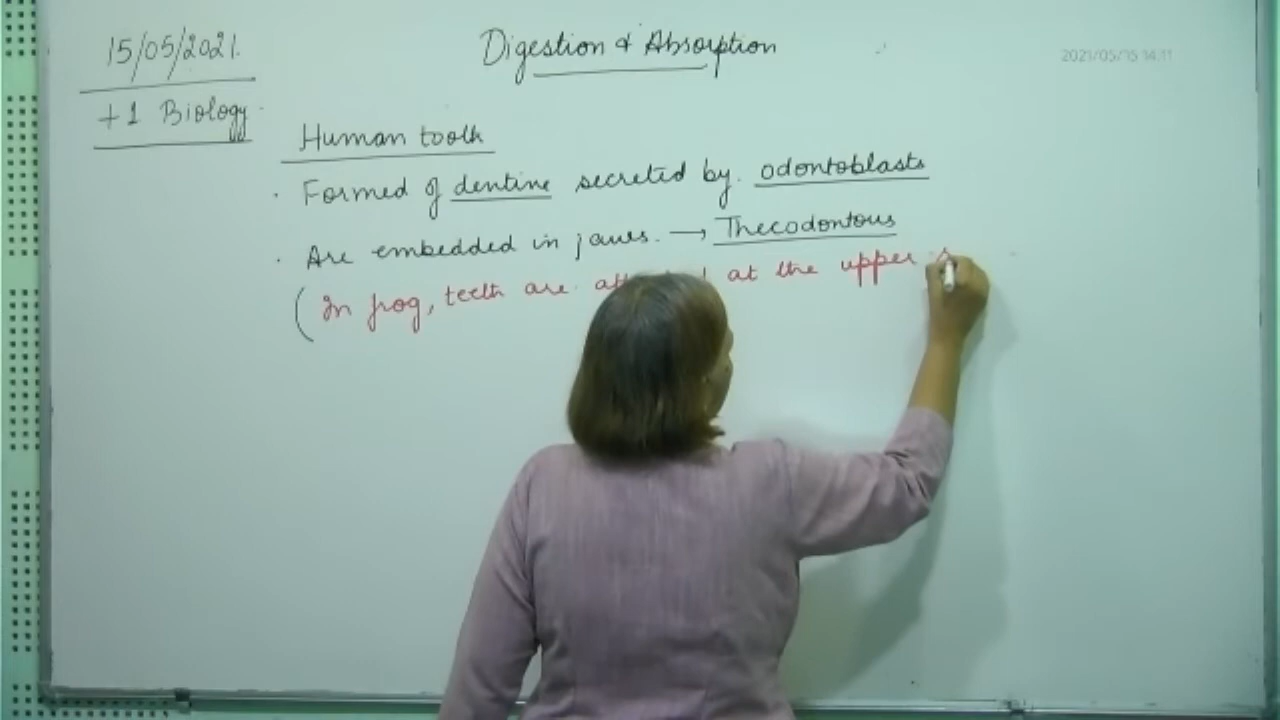 15/05/2021.
Digestion & Absorption
2021/05/15 14:11
+1 Biology
Human tooth
. Formed of dentine secreted by odontoblasts
. Are embedded in jaws. → Thecodontous
(In frog, teeth are at the upper